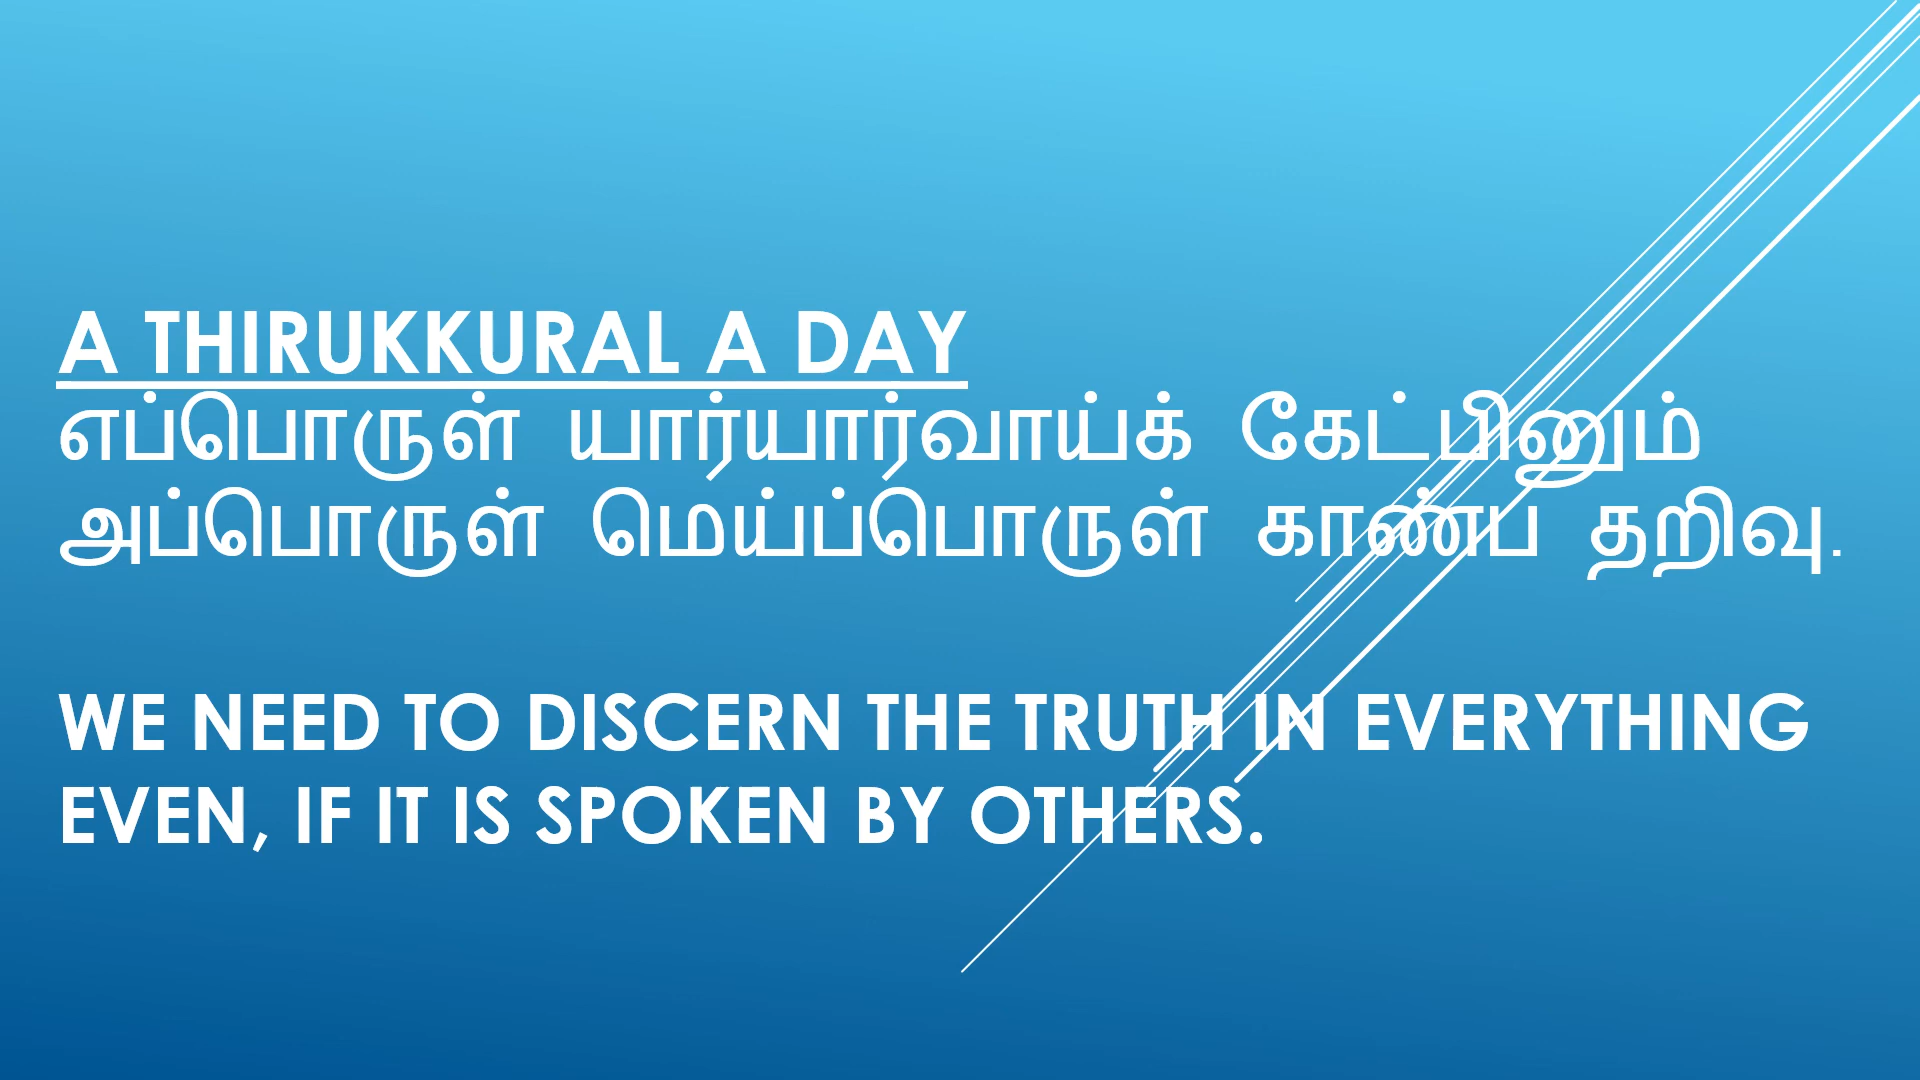 A THIRUKKURAL A DAY
எப்பொருள் யார்யார்வாய்க் கேட்பினும்
அப்பொருள் மெய்ப்பொருள் காண்ப தறிவு.
WE NEED TO DISCERN THE TRUTH IN EVERYTHING
EVEN, IF IT IS SPOKEN BY OTHERS.